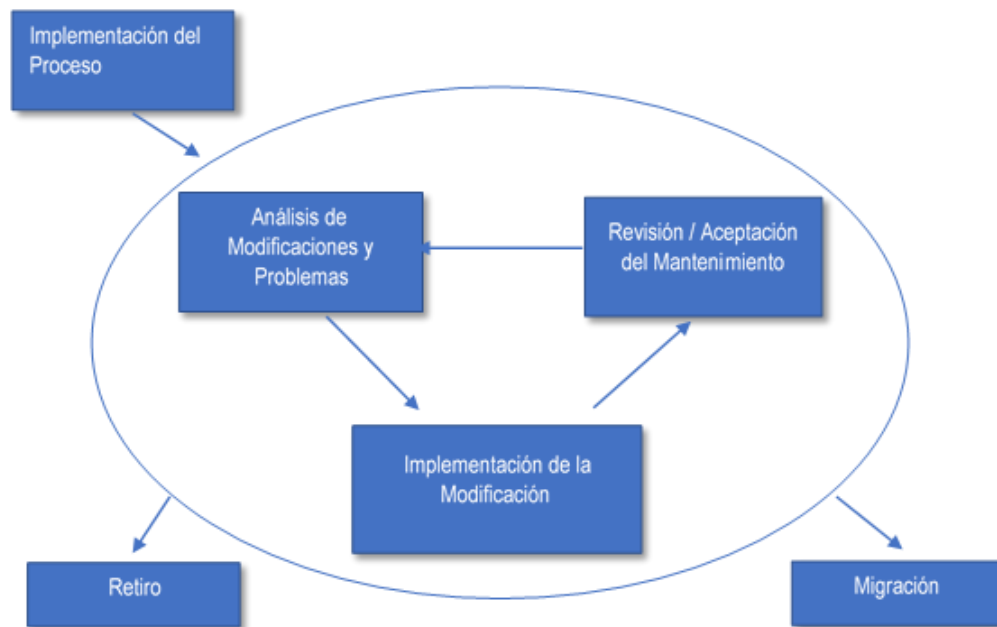 Implementación del
Proceso
Análisis de
Modificaciones y
Problemas
Revisión / Aceptación
del Mantenimiento
Implementación de la
Modificación
Retiro
Migración